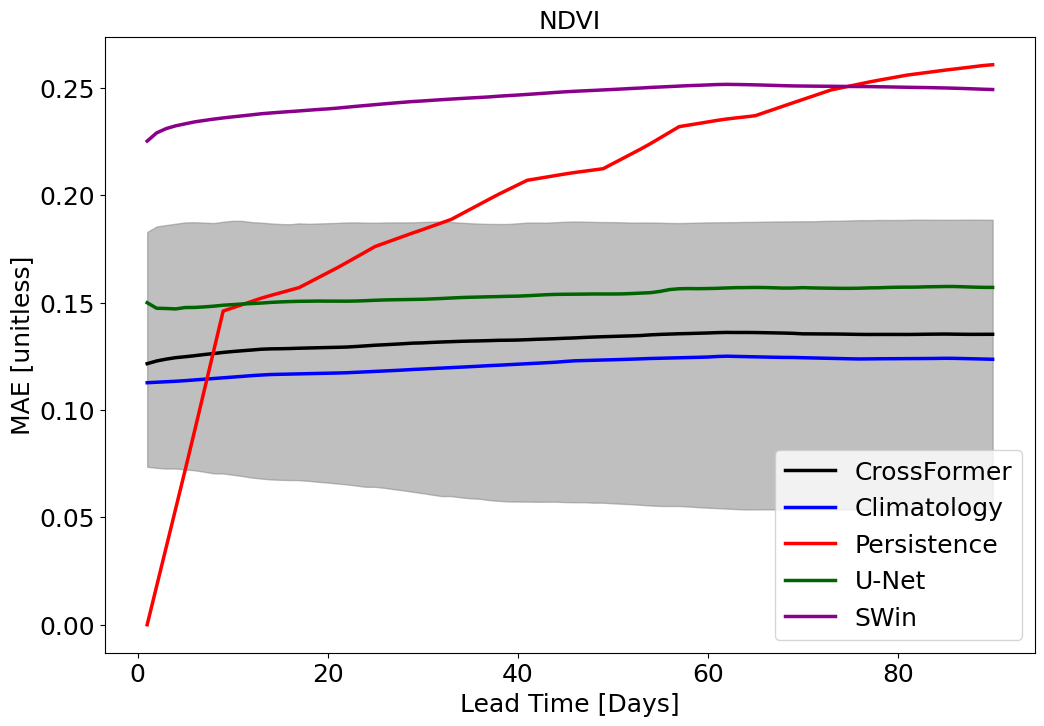 NDVI
MAE [unitless]
0.25
0.20
0.15
0.10
0.05
0.00
0
20
40
60
80
Lead Time [Days]
CrossFormer
Climatology
Persistence
U-Net
SWin